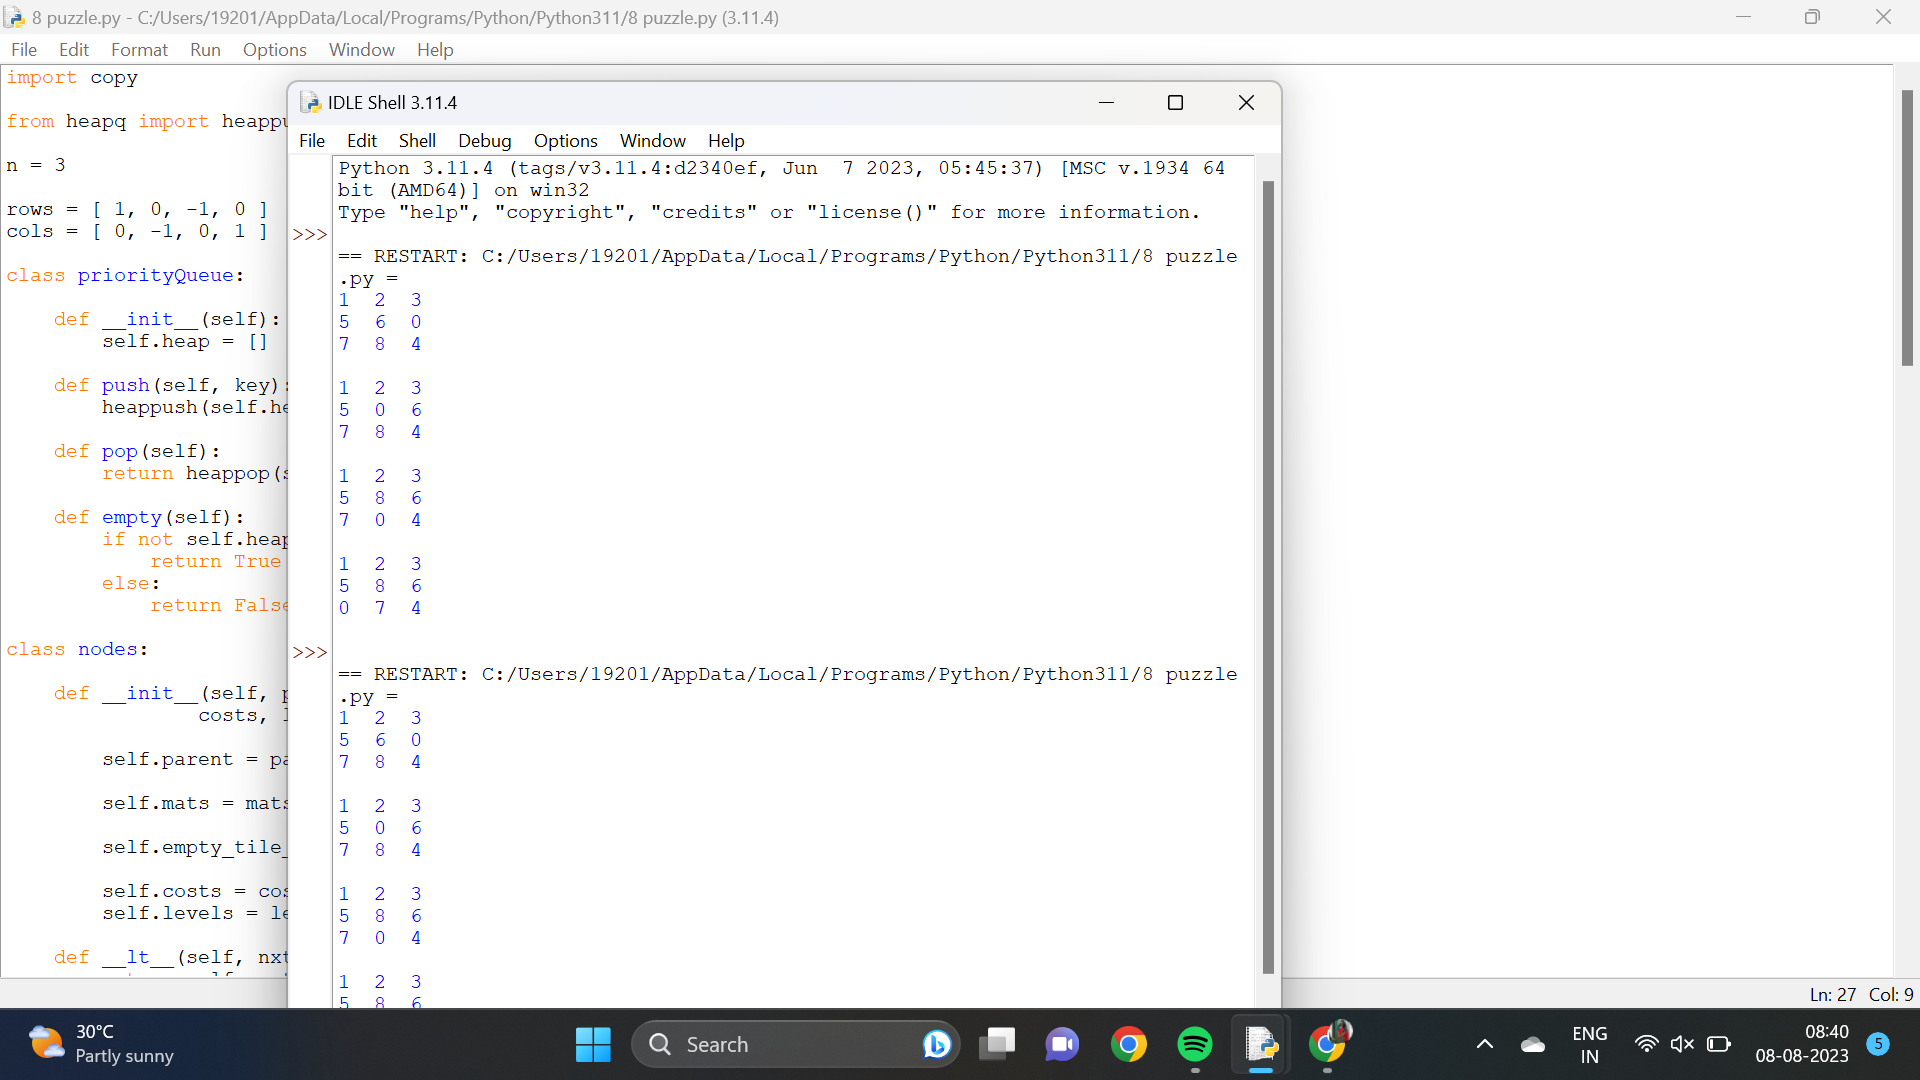 8 puzzle.py - C:/Users/19201/AppData/Local/Programs/Python/Python311/8 puzzle.py (3.11.4)
File Edit Format Run Options Window Help
import copy
from heapq import
n = 3
rows = [ 1, 0, -1, 0 ]
cols = [ 0, -1, 0, 1 ]
class priorityQueue:
def __init__(self):
self.heap = []
def push(self, key):
heappush(self.
def pop(self):
return heappop(
def empty(self):
if not self.heap
return True
else:
return False
class nodes:
def __init__(self,
costs,
self.parent =
self.mats = mats
self.empty_tile_
self.costs =
self.levels =
def __lt__(self, nxt
IDLE Shell 3.11.4
File Edit Shell Debug Options Window Help
Python 3.11.4 (tags/v3.11.4:d2340ef, Jun 7 2023, 05:45:37) [MSC v.1934 64
bit (AMD64)] on win32
Type "help", "copyright", "credits" or "license()" for more information.
>>>
== RESTART: C:/Users/19201/AppData/Local/Programs/Python/Python311/8 puzzle
.py =
1 2 3
5 6 0
7 8 4
1 2 3
5 0 6
7 8 4
1 2 3
5 8 6
7 0 4
1 2 3
5 8 6
0 7 4
>>>
== RESTART: C:/Users/19201/AppData/Local/Programs/Python/Python311/8 puzzle
.py =
1 2 3
5 6 0
7 8 4
1 2 3
5 0 6
7 8 4
1 2 3
5 8 6
7 0 4
1 2 3
5 8 6
Ln: 27 Col: 9
30°C
Partly sunny
Search
ENG
IN
08:40
08-08-2023
5